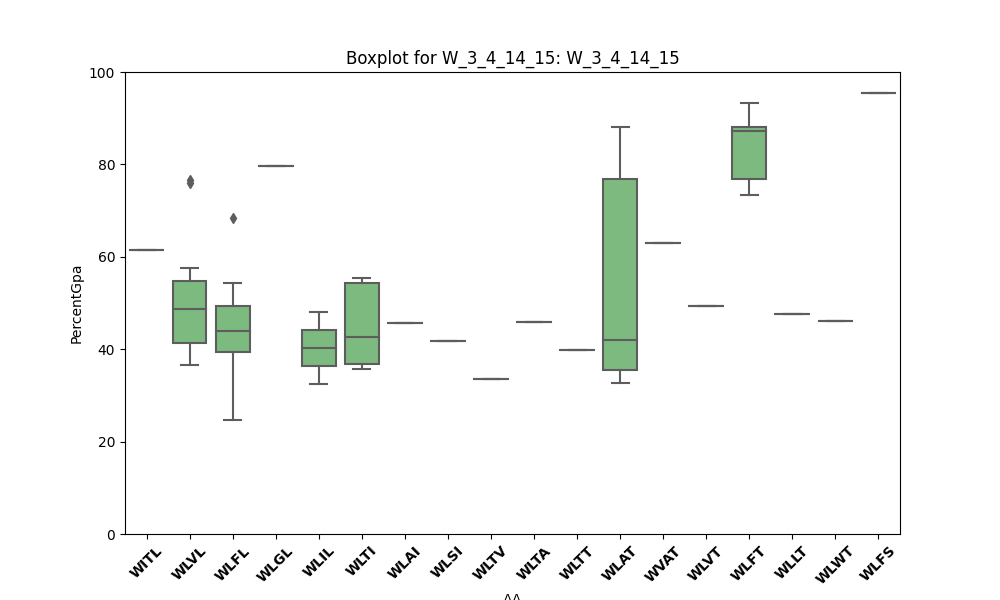 Boxplot for W_3_4_14_15: W_3_4_14_15
PercentGpa
100
80
60
40
20
0
WITL WLVL WLFL WLGL WLIL WLTI WLAI WLSI WLTV WLTA WLTT WLAT WVAT WLVT WLFT WLLT WLWT WLFS
AA